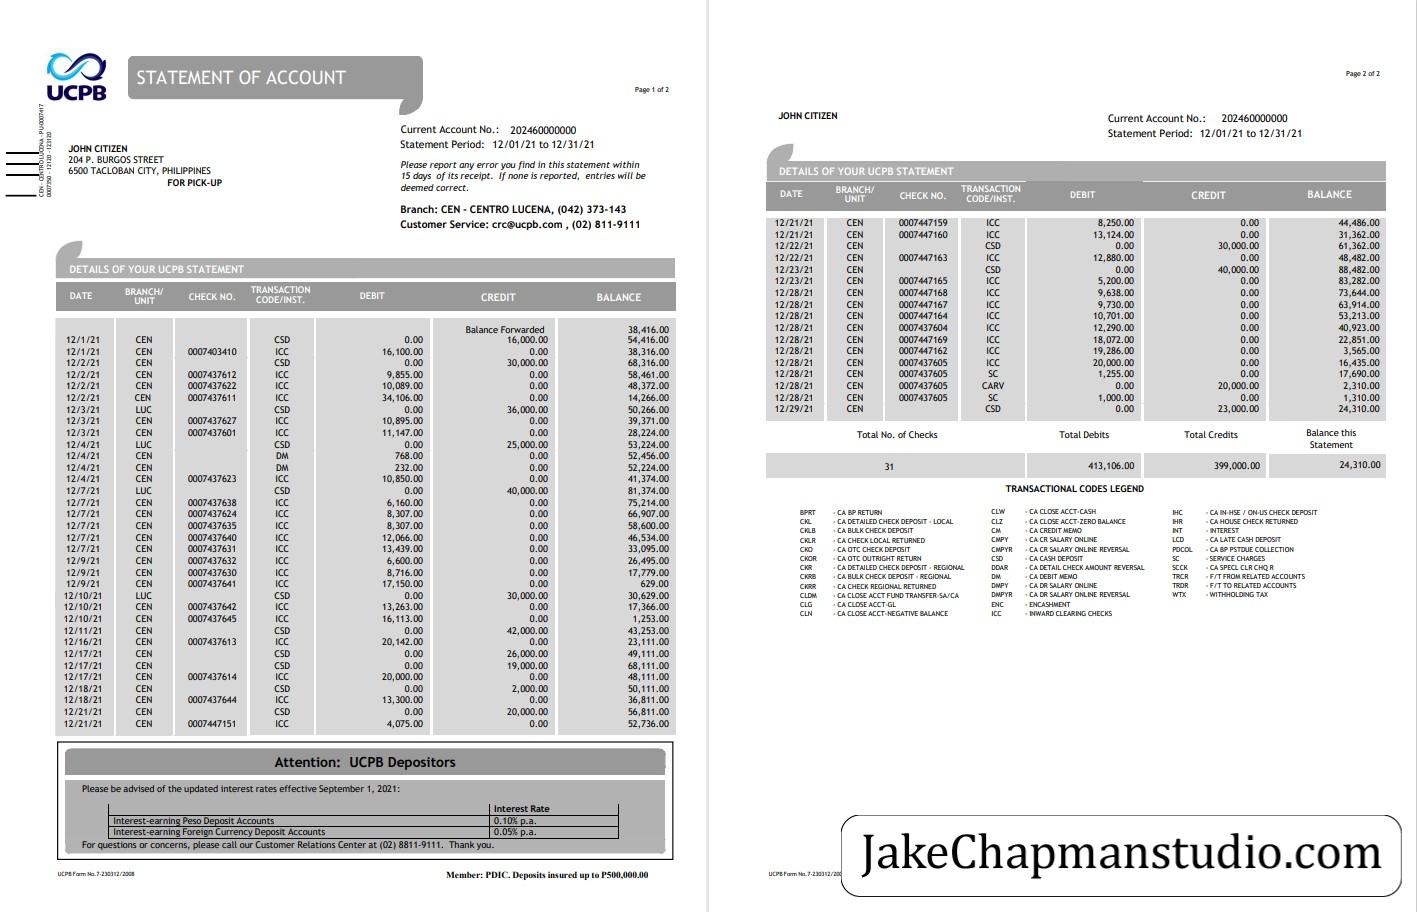 UCPB
STATEMENT OF ACCOUNT
Page 1 of 2
JOHN CITIZEN
204 P. BURGOS STREET
6500 TACLOBAN CITY, PHILIPPINES
FOR PICK-UP
Current Account No.: 202460000000
Statement Period: 12/01/21 to 12/31/21
Please report any error you find in this statement within
15 days of its receipt. If none is reported, entries will be
deemed correct.
Branch: CEN - CENTRO LUCENA, (042) 373-143
Customer Service: crc@ucpb.com , (02) 811-9111
DETAILS OF YOUR UCPB STATEMENT
DATE BRANCH/ UNIT CHECK NO. TRANSACTION CODE/INST. DEBIT CREDIT BALANCE
Balance Forwarded 38,416.00
12/1/21 CEN CSD 0.00 16,000.00 54,416.00
12/1/21 CEN 0007403410 ICC 16,100.00 0.00 38,316.00
12/2/21 CEN CSD 0.00 30,000.00 68,316.00
12/2/21 CEN 0007437612 ICC 9,855.00 0.00 58,461.00
12/2/21 CEN 0007437622 ICC 10,089.00 0.00 48,372.00
12/2/21 CEN 0007437611 ICC 34,106.00 0.00 14,266.00
12/3/21 LUC CSD 0.00 36,000.00 50,266.00
12/3/21 CEN 0007437627 ICC 10,895.00 0.00 39,371.00
12/3/21 CEN 0007437601 ICC 11,147.00 0.00 28,224.00
12/4/21 LUC CSD 0.00 25,000.00 53,224.00
12/4/21 CEN DM 768.00 0.00 52,456.00
12/4/21 CEN DM 232.00 0.00 52,224.00
12/4/21 CEN 0007437623 ICC 10,850.00 0.00 41,374.00
12/7/21 LUC CSD 0.00 40,000.00 81,374.00
12/7/21 CEN 0007437638 ICC 6,160.00 0.00 75,214.00
12/7/21 CEN 0007437624 ICC 8,307.00 0.00 66,907.00
12/7/21 CEN 0007437635 ICC 8,307.00 0.00 58,600.00
12/7/21 CEN 0007437640 ICC 12,066.00 0.00 46,534.00
12/7/21 CEN 0007437631 ICC 13,439.00 0.00 33,095.00
12/9/21 CEN 0007437632 ICC 6,600.00 0.00 26,495.00
12/9/21 CEN 0007437630 ICC 8,716.00 0.00 17,779.00
12/9/21 CEN 0007437641 ICC 17,150.00 0.00 629.00
12/10/21 LUC CSD 0.00 30,000.00 30,629.00
12/10/21 CEN 0007437642 ICC 13,263.00 0.00 17,366.00
12/10/21 CEN 0007437645 ICC 16,113.00 0.00 1,253.00
12/11/21 CEN CSD 0.00 42,000.00 43,253.00
12/16/21 CEN 0007437613 ICC 20,142.00 0.00 23,111.00
12/17/21 CEN CSD 0.00 26,000.00 49,111.00
12/17/21 CEN CSD 0.00 19,000.00 68,111.00
12/17/21 CEN 0007437614 ICC 20,000.00 0.00 48,111.00
12/18/21 CEN CSD 0.00 2,000.00 50,111.00
12/18/21 CEN 0007437644 ICC 13,300.00 0.00 36,811.00
12/21/21 CEN CSD 0.00 20,000.00 56,811.00
12/21/21 CEN 0007447151 ICC 4,075.00 0.00 52,736.00
Attention: UCPB Depositors
Please be advised of the updated interest rates effective September 1, 2021:
Interest Rate
Interest-earning Peso Deposit Accounts 0.10% p.a.
Interest-earning Foreign Currency Deposit Accounts 0.05% p.a.
For questions or concerns, please call our Customer Relations Center at (02) 8811-9111. Thank you.
UCPB Form No.7-230312/2008
Member: PDIC. Deposits insured up to P500,000.00
Page 2 of 2
JOHN CITIZEN
Current Account No.: 202460000000
Statement Period: 12/01/21 to 12/31/21
DETAILS OF YOUR UCPB STATEMENT
DATE BRANCH/ UNIT CHECK NO. TRANSACTION CODE/INST. DEBIT CREDIT BALANCE
12/21/21 CEN 0007447159 ICC 8,250.00 0.00 44,486.00
12/21/21 CEN 0007447160 ICC 13,124.00 0.00 31,362.00
12/22/21 CEN CSD 0.00 30,000.00 61,362.00
12/22/21 CEN 0007447163 ICC 12,880.00 0.00 48,482.00
12/23/21 CEN CSD 0.00 40,000.00 88,482.00
12/23/21 CEN 0007447165 ICC 5,200.00 0.00 83,282.00
12/28/21 CEN 0007447168 ICC 9,638.00 0.00 73,644.00
12/28/21 CEN 0007447167 ICC 9,730.00 0.00 63,914.00
12/28/21 CEN 0007447164 ICC 10,701.00 0.00 53,213.00
12/28/21 CEN 0007437604 ICC 12,290.00 0.00 40,923.00
12/28/21 CEN 0007447169 ICC 18,072.00 0.00 22,851.00
12/28/21 CEN 0007447162 ICC 19,286.00 0.00 3,565.00
12/28/21 CEN 0007437605 ICC 20,000.00 0.00 16,435.00
12/28/21 CEN 0007437605 SC 1,255.00 0.00 17,690.00
12/28/21 CEN 0007437605 CARV 0.00 20,000.00 2,310.00
12/28/21 CEN 0007437605 SC 1,000.00 0.00 1,310.00
12/29/21 CEN CSD 0.00 23,000.00 24,310.00
Total No. of Checks Total Debits Total Credits Balance this Statement
31 413,106.00 399,000.00 24,310.00
TRANSACTIONAL CODES LEGEND
BPRT - CA BP RETURN
CKL - CA DETAILED CHECK DEPOSIT - LOCAL
CKLB - CA BULK CHECK DEPOSIT
CKLR - CA CHECK LOCAL RETURNED
CKO - CA OTC CHECK DEPOSIT
CKOR - CA OTC OUTRIGHT RETURN
CKR - CA DETAILED CHECK DEPOSIT - REGIONAL
CKRB - CA BULK CHECK DEPOSIT - REGIONAL
CKRR - CA CHECK REGIONAL RETURNED
CLDM - CA CLOSE ACCT FUND TRANSFER-SA/CA
CLG - CA CLOSE ACCT-GL
CLN - CA CLOSE ACCT-NEGATIVE BALANCE
CLW - CA CLOSE ACCT-CASH
CLZ - CA CLOSE ACCT-ZERO BALANCE
CM - CA CREDIT MEMO
CMPY - CA CR SALARY ONLINE
CMPYR - CA CR SALARY ONLINE REVERSAL
CSD - CA CASH DEPOSIT
DDAR - CA DETAIL CHECK AMOUNT REVERSAL
DM - CA DEBIT MEMO
DMPY - CA DR SALARY ONLINE
DMPYR - CA DR SALARY ONLINE REVERSAL
ENC - ENCASHMENT
ICC - INWARD CLEARING CHECKS
IHC - CA IN-HSE / ON-US CHECK DEPOSIT
IHR - CA HOUSE CHECK RETURNED
INT - INTEREST
LCD - CA LATE CASH DEPOSIT
PDCOL - CA BP PSTDUE COLLECTION
SC - SERVICE CHARGES
SCCK - CA SPECL CLR CHQ R
TRCR - F/T FROM RELATED ACCOUNTS
TRDR - F/T TO RELATED ACCOUNTS
WTX - WITHHOLDING TAX
JakeChapmanstudio.com